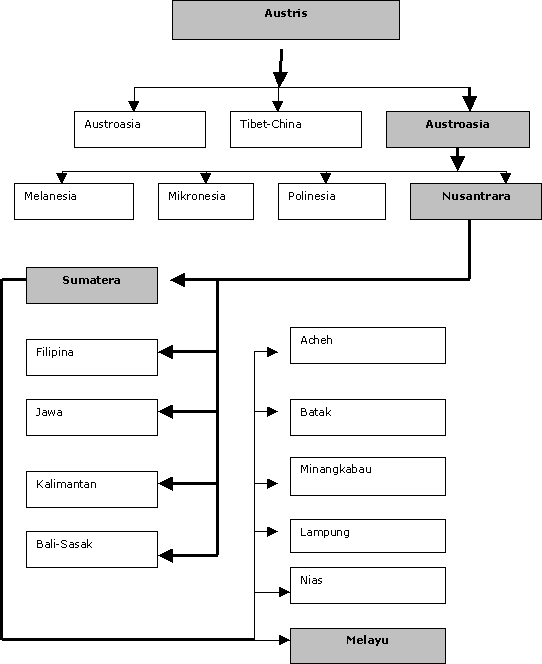 Austris
Austroasia
Tibet-China
Austroasia
Melanesia
Mikronesia
Polinesia
Nusantrara
Sumatera
Filipina
Jawa
Kalimantan
Bali-Sasak
Acheh
Batak
Minangkabau
Lampung
Nias
Melayu